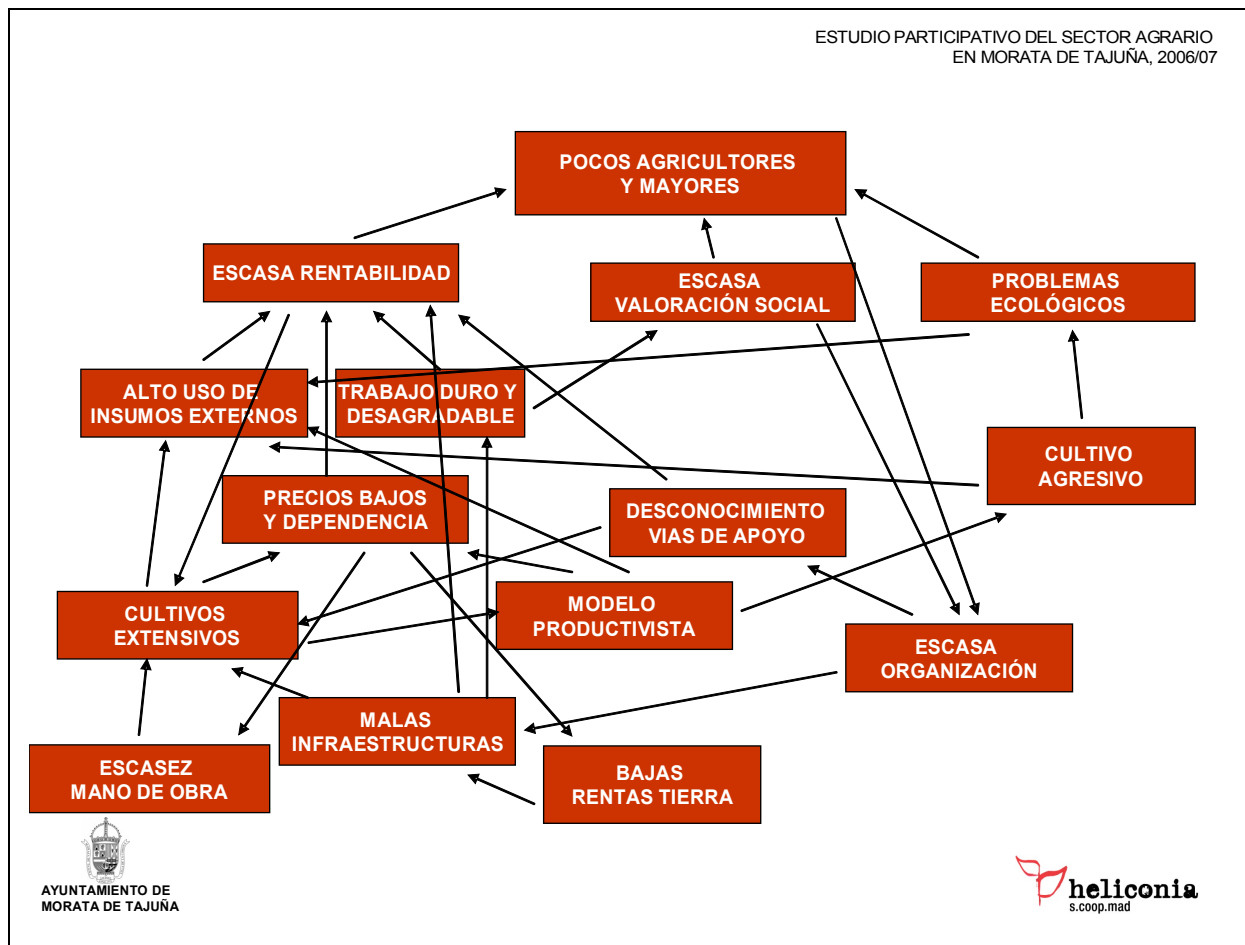 ESTUDIO PARTICIPATIVO DEL SECTOR AGRARIO
EN MORATA DE TAJUÑA, 2006/07
POCOS AGRICULTORES
Y MAYORES
ESCASA RENTABILIDAD
ESCASA
VALORACIÓN SOCIAL
PROBLEMAS
ECOLÓGICOS
ALTO USO DE
INSUMOS EXTERNOS
TRABAJO DURO Y
DESAGRADABLE
CULTIVO
AGRESIVO
PRECIOS BAJOS
Y DEPENDENCIA
DESCONOCIMIENTO
VIAS DE APOYO
CULTIVOS
EXTENSIVOS
MODELO
PRODUCTIVISTA
ESCASA
ORGANIZACIÓN
MALAS
INFRAESTRUCTURAS
ESCASEZ
MANO DE OBRA
BAJAS
RENTAS TIERRA
AYUNTAMIENTO DE
MORATA DE TAJUÑA
heliconia
s.coop.mad